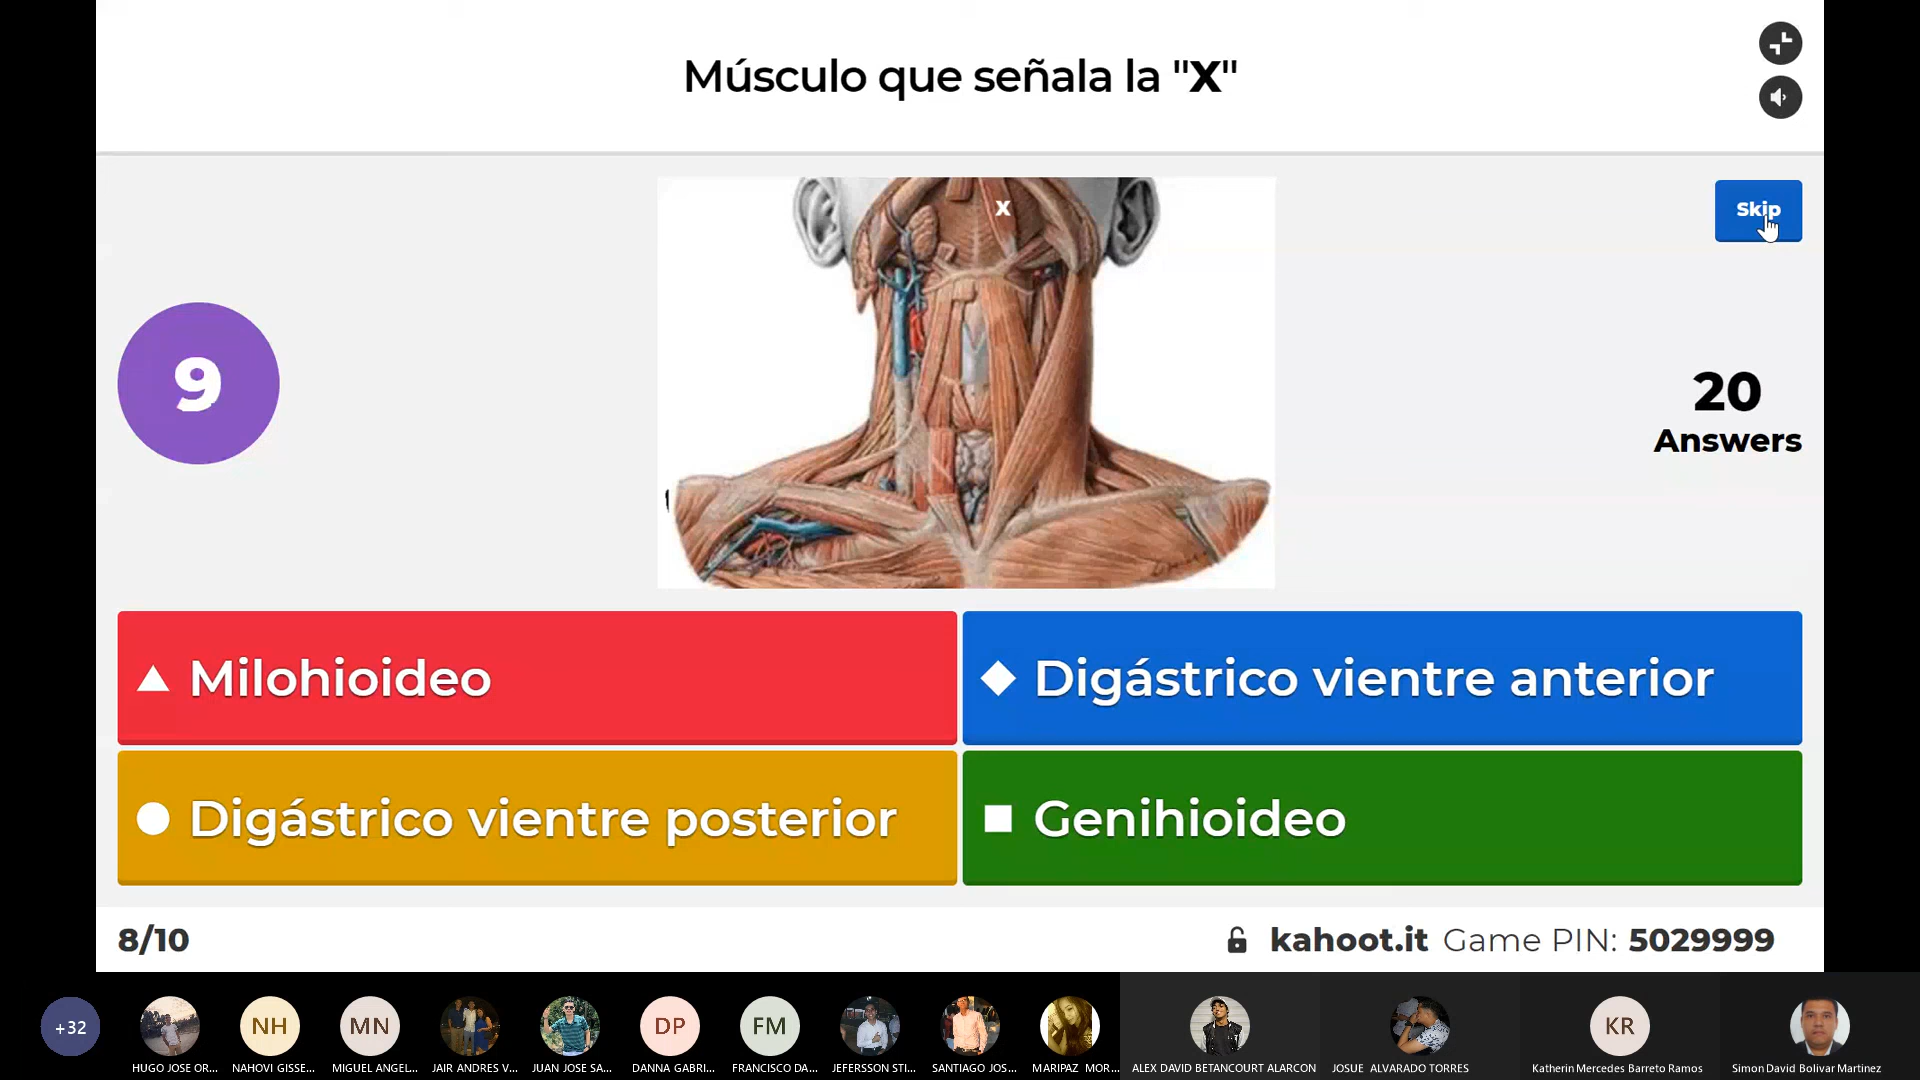 Músculo que señala la "X"
Skip
X
9
20
Answers
Milohioideo
Digástrico vientre anterior
Digástrico vientre posterior
Genihioideo
8/10
kahoot.it Game PIN: 5029999
+32
NH
MN
DP
FM
KR
HUGO JOSE OR...
NAHOVI GISSE...
MIGUEL ANGEL...
JAIR ANDRES V...
JUAN JOSE SA...
DANNA GABRI...
FRANCISCO DA...
JEFERSSON STI...
SANTIAGO JOS...
MARIPAZ MOR...
ALEX DAVID BETANCOURT ALARCON
JOSUE ALVARADO TORRES
Katherin Mercedes Barreto Ramos
Simon David Bolivar Martinez